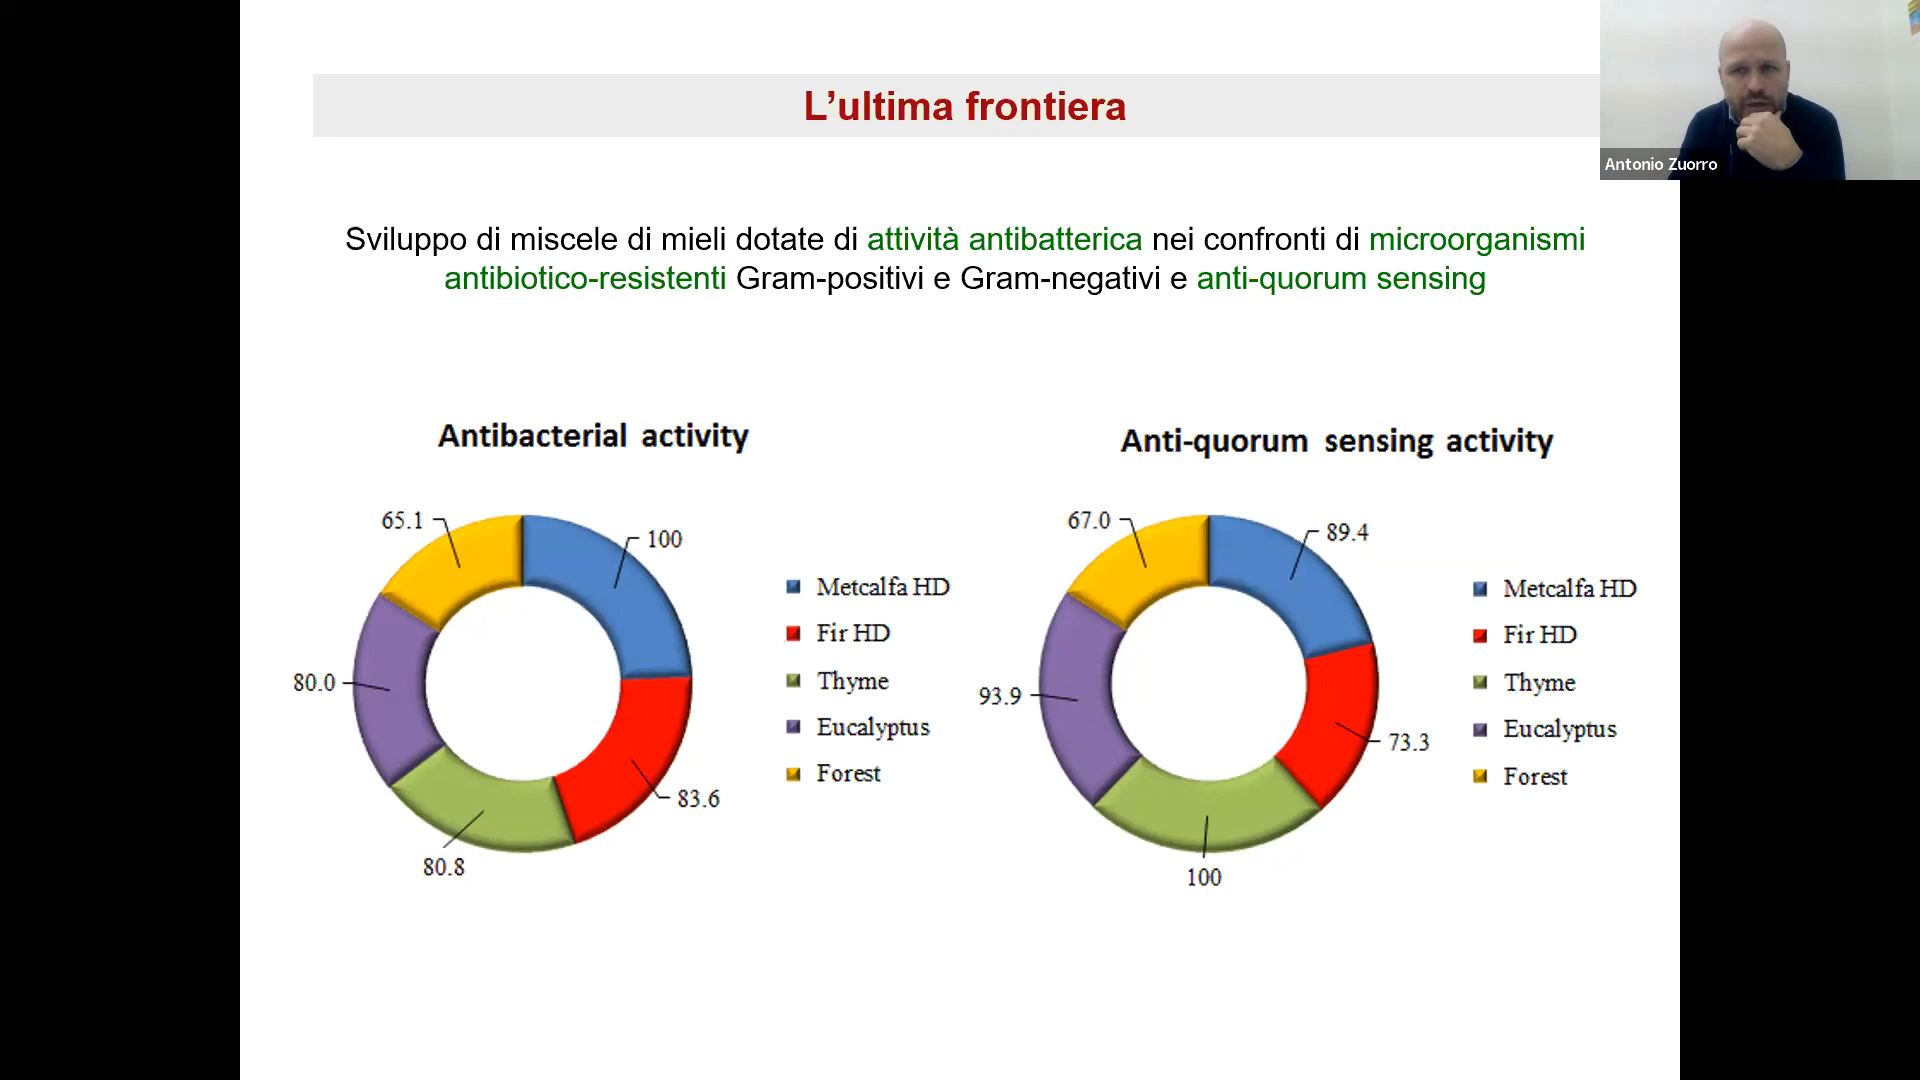 L’ultima frontiera
Antonio Zuorro
Sviluppo di miscele di mieli dotate di attività antibatterica nei confronti di microorganismi
antibiotico-resistenti Gram-positivi e Gram-negativi e anti-quorum sensing
Antibacterial activity
65.1
100
80.0
83.6
80.8
Metcalfa HD
Fir HD
Thyme
Eucalyptus
Forest
Anti-quorum sensing activity
67.0
89.4
93.9
73.3
100
Metcalfa HD
Fir HD
Thyme
Eucalyptus
Forest